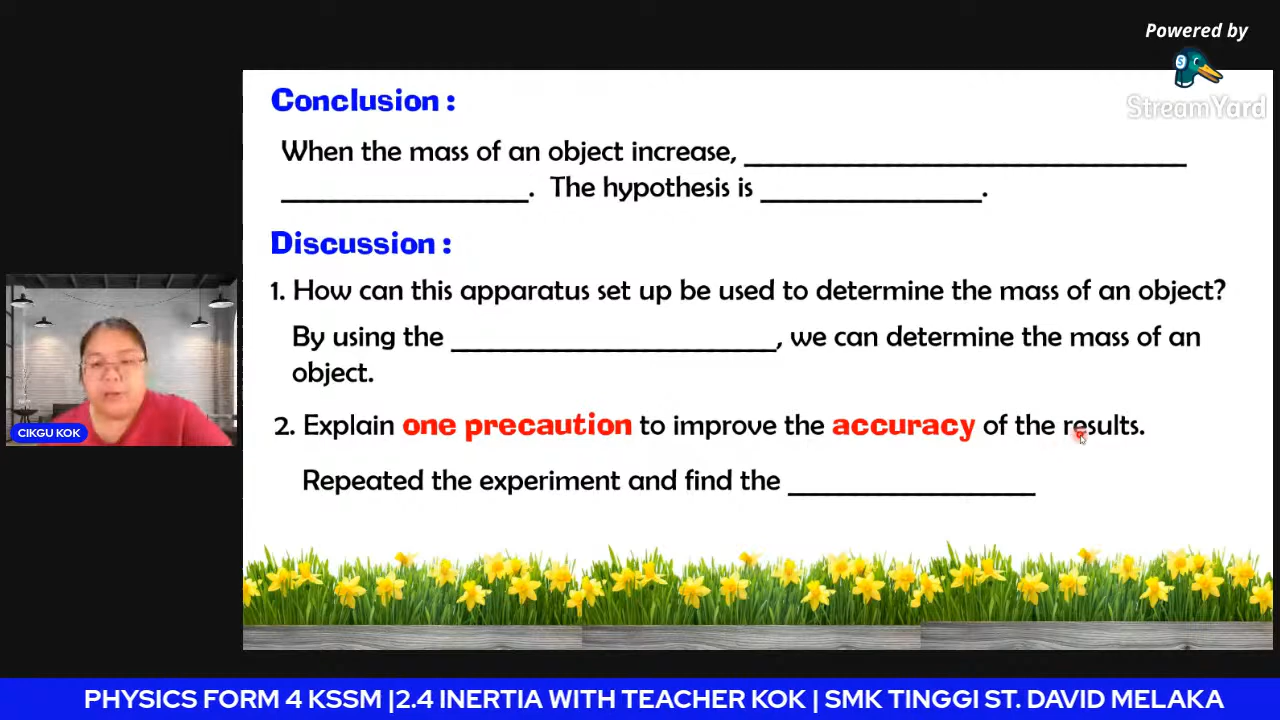 Powered by
StreamYard
Conclusion :
When the mass of an object increase, ____________________
____________________. The hypothesis is ____________________.
Discussion :
1. How can this apparatus set up be used to determine the mass of an object?
By using the ____________________, we can determine the mass of an
object.
2. Explain one precaution to improve the accuracy of the results.
Repeated the experiment and find the ____________________
CIKGU KOK
PHYSICS FORM 4 KSSM |2.4 INERTIA WITH TEACHER KOK | SMK TINGGI ST. DAVID MELAKA